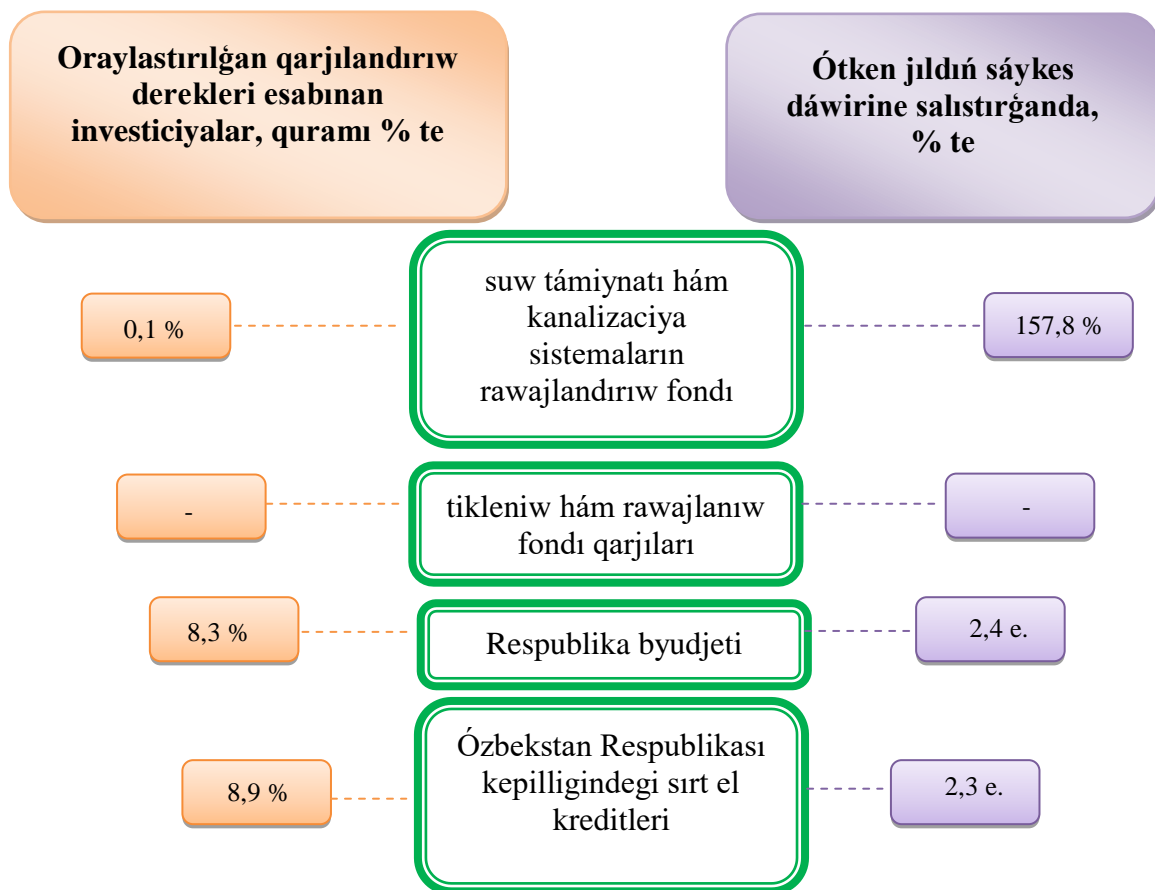 Oraylastırılǵan qarjılandırıw
derekleri esabınan
investiciyalar, quramı % te
Ótken jıldıń sáykes
dáwirine salıstırǵanda,
% te
0,1 %
suw támiynatı hám
kanalizaciya
sistemaların
rawajlandırıw fondı
157,8 %
-
tikleniw hám rawajlanıw
fondı qarjıları
-
8,3 %
Respublika byudjeti
2,4 e.
8,9 %
Ózbekstan Respublikası
kepilligindegi sırt el
kreditleri
2,3 e.